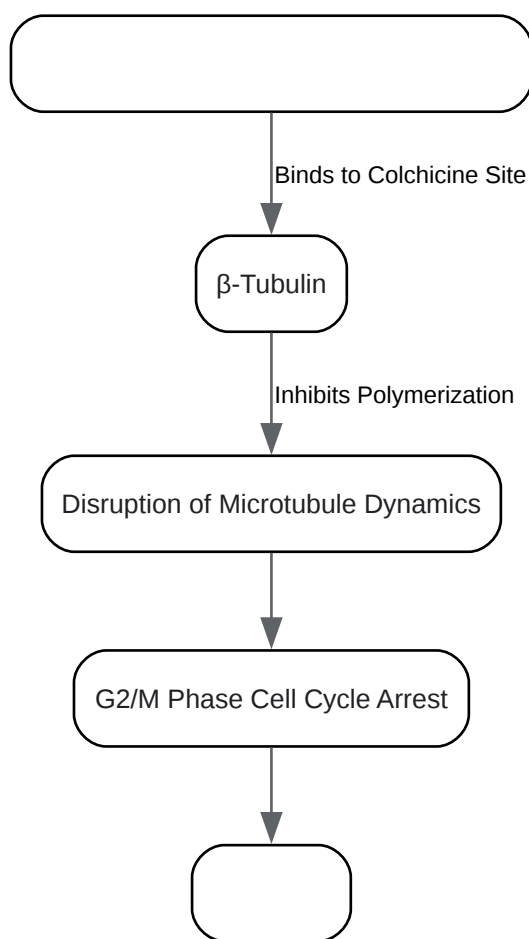 Binds to Colchicine Site
β-Tubulin
Inhibits Polymerization
Disruption of Microtubule Dynamics
G2/M Phase Cell Cycle Arrest